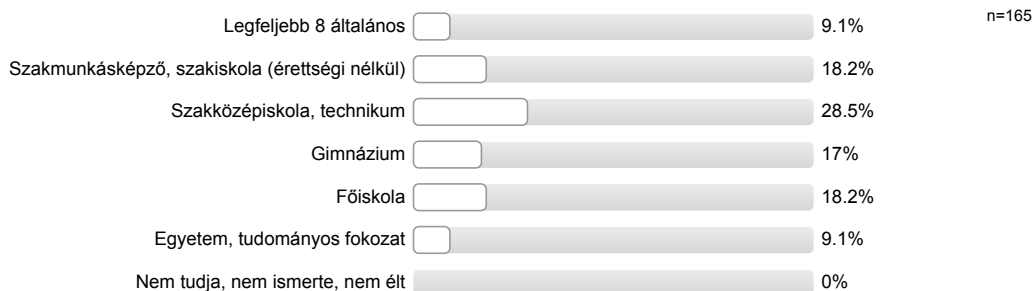 n=165
Legfeljebb 8 általános 9.1%
Szakmunkásképző, szakiskola (érettségi nélkül) 18.2%
Szakközépiskola, technikum 28.5%
Gimnázium 17%
Főiskola 18.2%
Egyetem, tudományos fokozat 9.1%
Nem tudja, nem ismerte, nem élt 0%